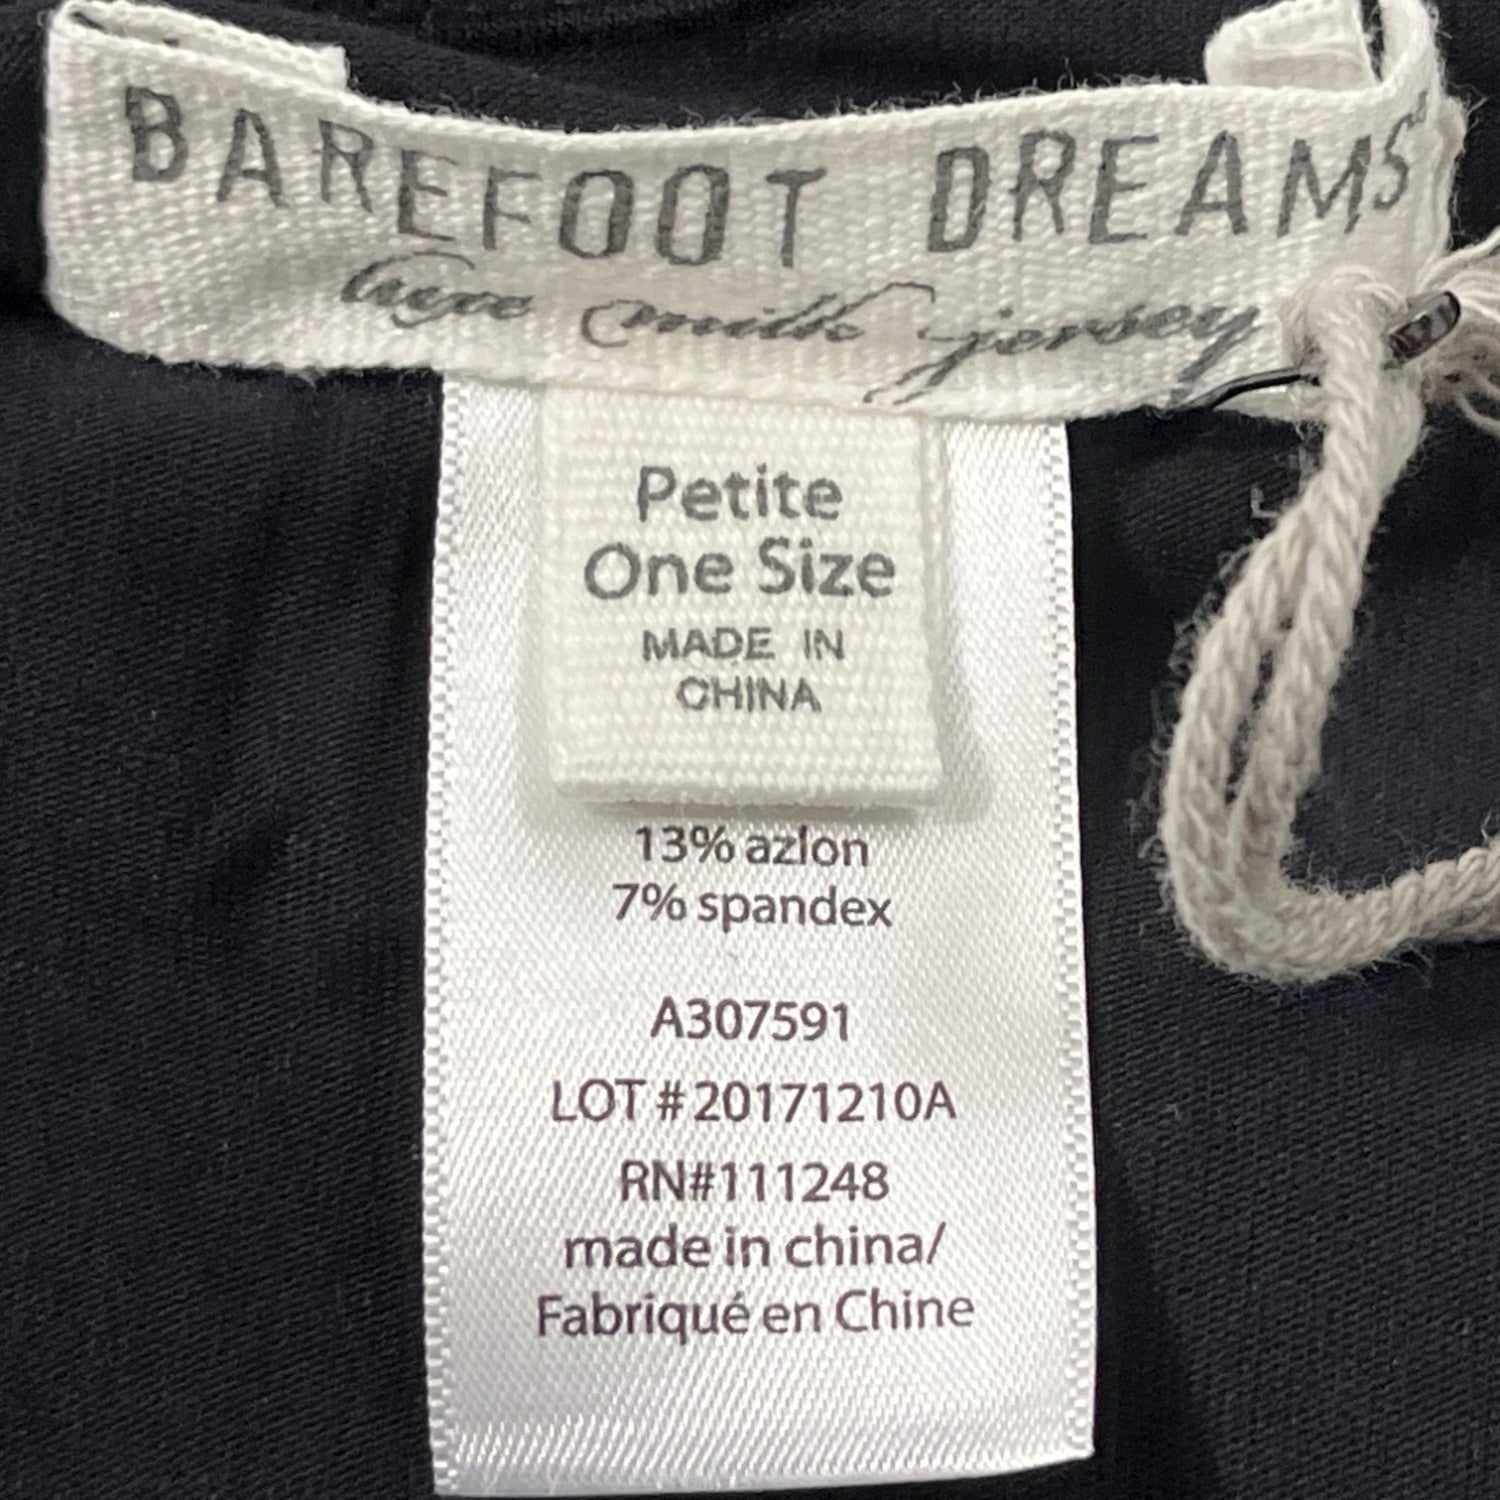 BAREFOOT DREAMS
luxe milk jersey
Petite
One Size
MADE IN
CHINA
13% azlon
7% spandex
A307591
LOT # 20171210A
RN#111248
made in china/
Fabriqué en Chine